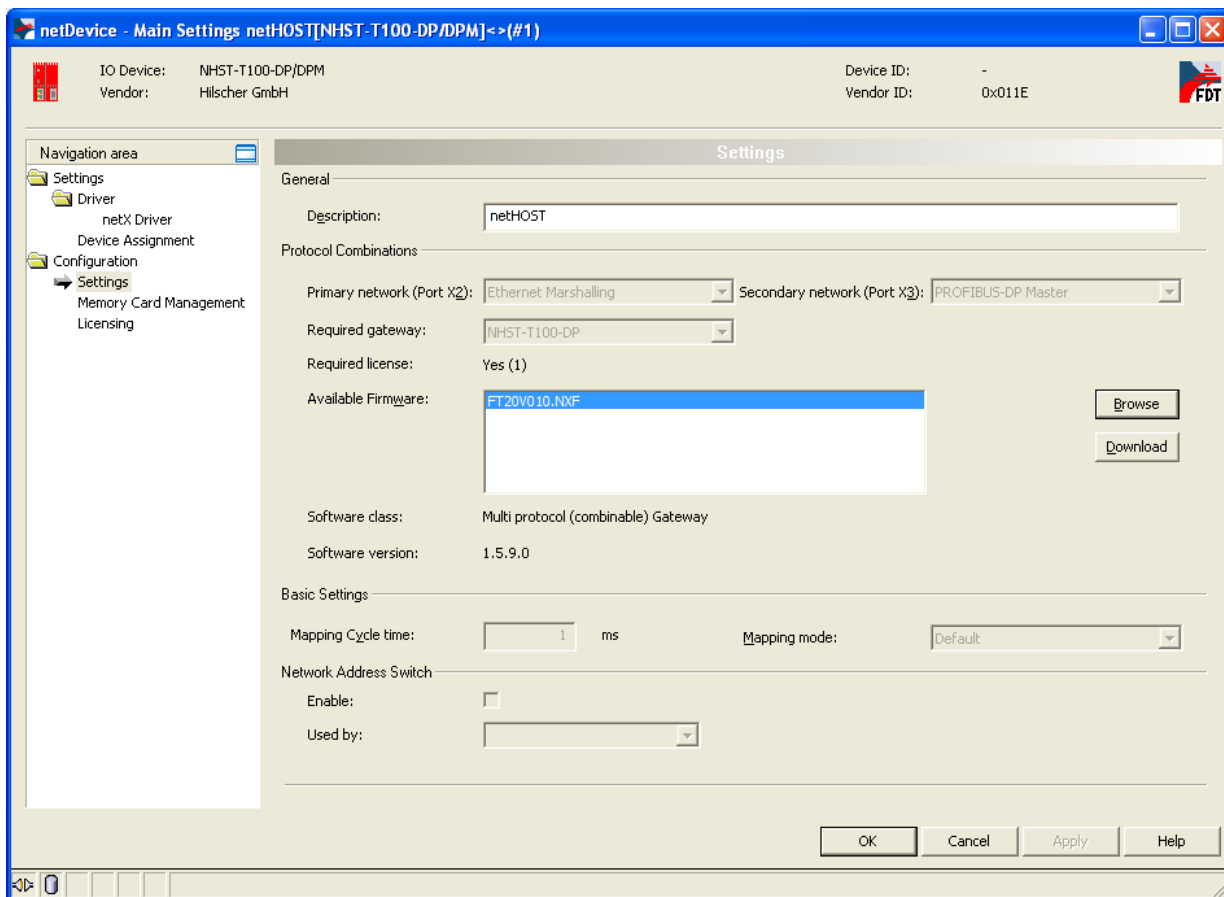 netDevice - Main Settings netHOST[NHST-T100-DP/DPM]<>(#1)
IO Device: NHST-T100-DP/DPM Device ID: -
Vendor: Hilscher GmbH Vendor ID: 0x011E
FDT
Navigation area
Settings
Driver
netX Driver
Device Assignment
Configuration
Settings
Memory Card Management
Licensing
Settings
General
Description: netHOST
Protocol Combinations
Primary network (Port X2): Ethernet Marshalling Secondary network (Port X3): PROFIBUS-DP Master
Required gateway: NHST-T100-DP
Required license: Yes (1)
Available Firmware: FT20V010.NXF Browse
Download
Software class: Multi protocol (combinable) Gateway
Software version: 1.5.9.0
Basic Settings
Mapping Cycle time: 1 ms Mapping mode: Default
Network Address Switch
Enable:
Used by:
OK Cancel Apply Help